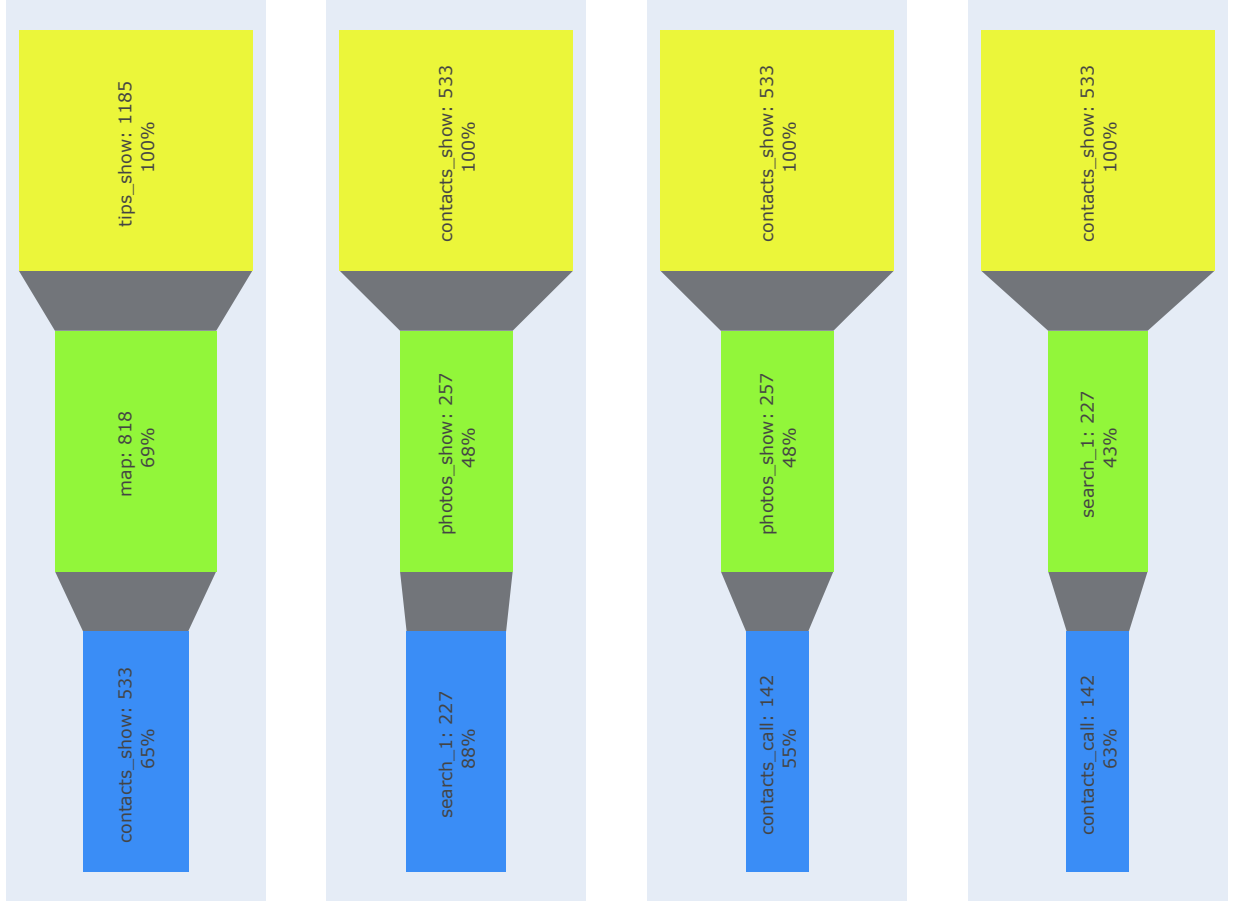 tips_show: 1185
100%
map: 818
69%
contacts_show: 533
65%
contacts_show: 533
100%
photos_show: 257
48%
search_1: 227
88%
contacts_show: 533
100%
photos_show: 257
48%
contacts_call: 142
55%
contacts_show: 533
100%
search_1: 227
43%
contacts_call: 142
63%